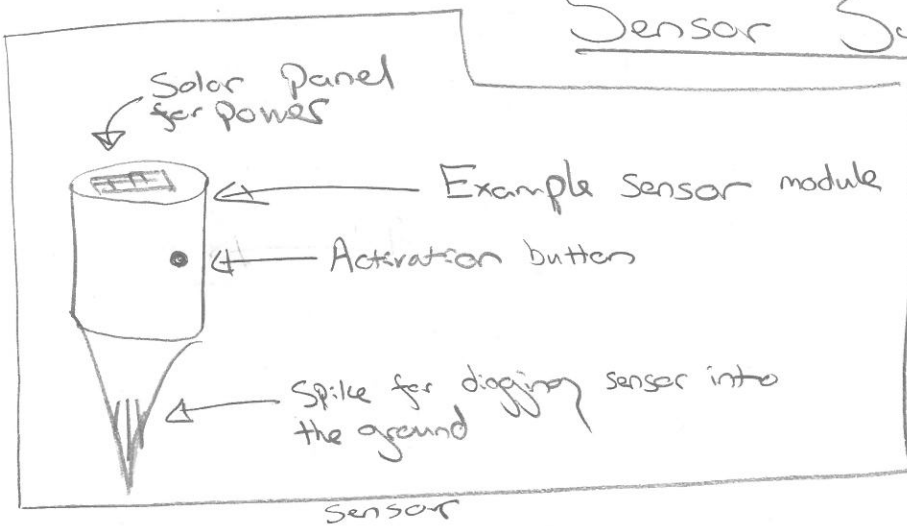 Sensor
Solar Panel
for power
Example sensor module
Activation button
Spike for digging sensor into
the ground
sensor